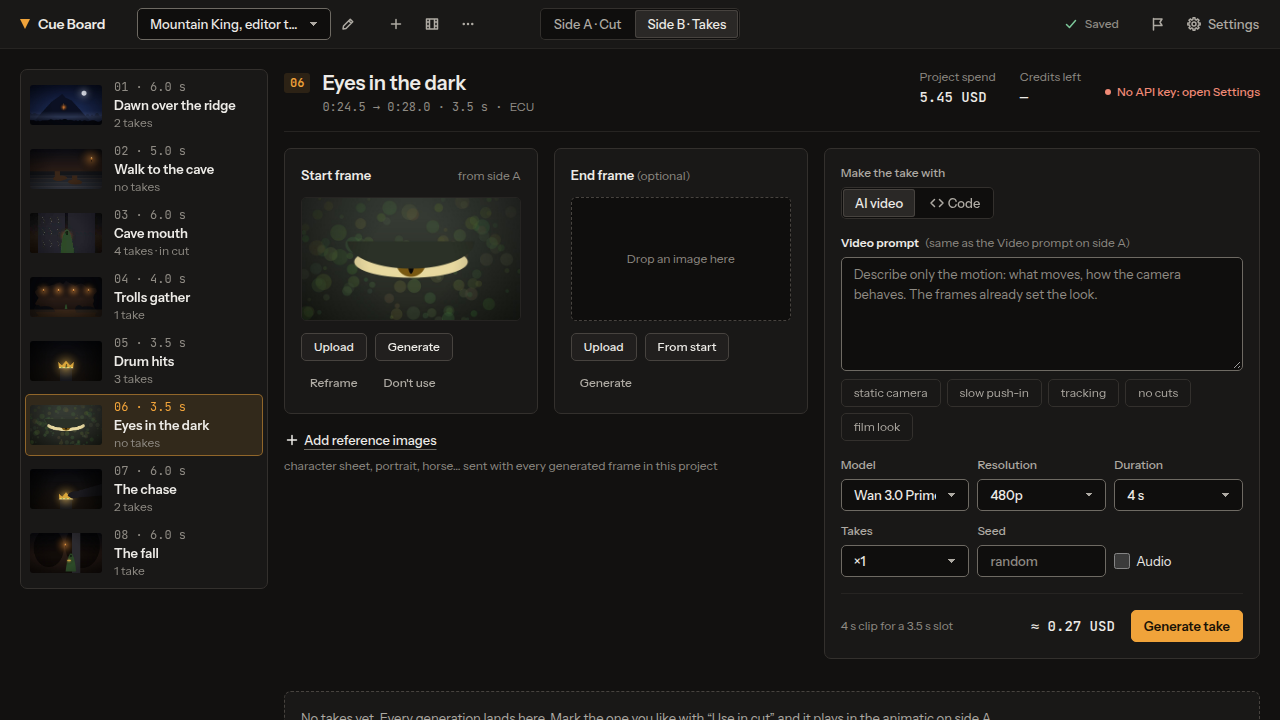 Cue Board
Mountain King, editor t...
Side A · Cut
Side B · Takes
Saved
Settings
01 · 6.0 s
Dawn over the ridge
2 takes
02 · 5.0 s
Walk to the cave
no takes
03 · 6.0 s
Cave mouth
4 takes · in cut
04 · 4.0 s
Trolls gather
1 take
05 · 3.5 s
Drum hits
3 takes
06 · 3.5 s
Eyes in the dark
no takes
07 · 6.0 s
The chase
2 takes
08 · 6.0 s
The fall
1 take
06 Eyes in the dark
0:24.5 → 0:28.0 · 3.5 s · ECU
Project spend
5.45 USD
Credits left
—
No API key: open Settings
Start frame from side A
Upload Generate
Reframe Don't use
End frame (optional)
Drop an image here
Upload From start
Generate
Add reference images
character sheet, portrait, horse... sent with every generated frame in this project
Make the take with
AI video Code
Video prompt (same as the Video prompt on side A)
Describe only the motion: what moves, how the camera
behaves. The frames already set the look.
static camera slow push-in tracking no cuts
film look
Model Resolution Duration
Wan 3.0 Prime 480p 4 s
Takes Seed
×1 random Audio
4 s clip for a 3.5 s slot ≈ 0.27 USD Generate take
No takes yet. Every generation lands here. Mark the one you like with “Use in cut” and it plays in the animatic on side A.